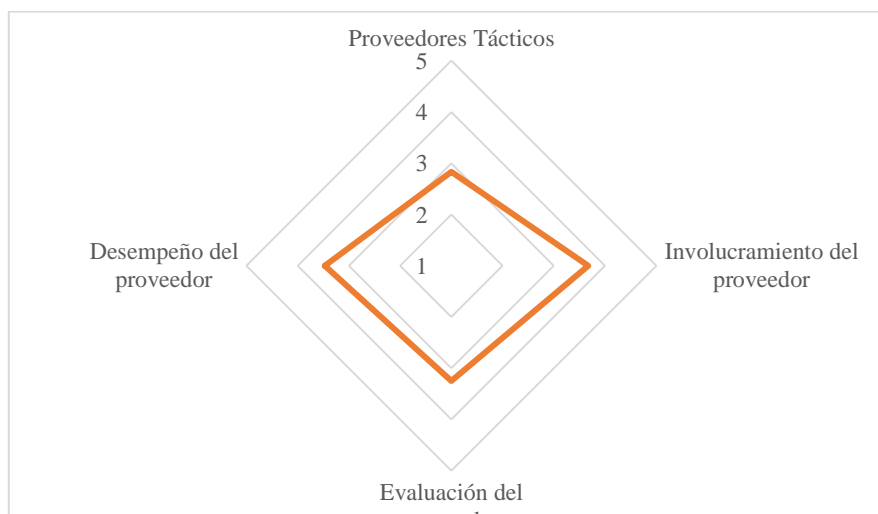 Proveedores Tácticos
5
4
3
2
1
Desempeño del
proveedor
Involucramiento del
proveedor
Evaluación del